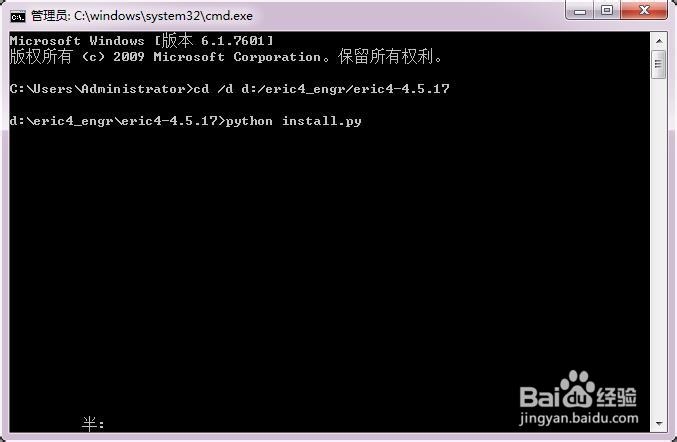 管理员: C:\windows\system32\cmd.exe
Microsoft Windows [版本 6.1.7601]
版权所有 (c) 2009 Microsoft Corporation。保留所有权利。
C:\Users\Administrator>cd /d d:/eric4_engr/eric4-4.5.17
d:\eric4_engr\eric4-4.5.17>python install.py
半:
Baidu经验
jingyan.baidu.com